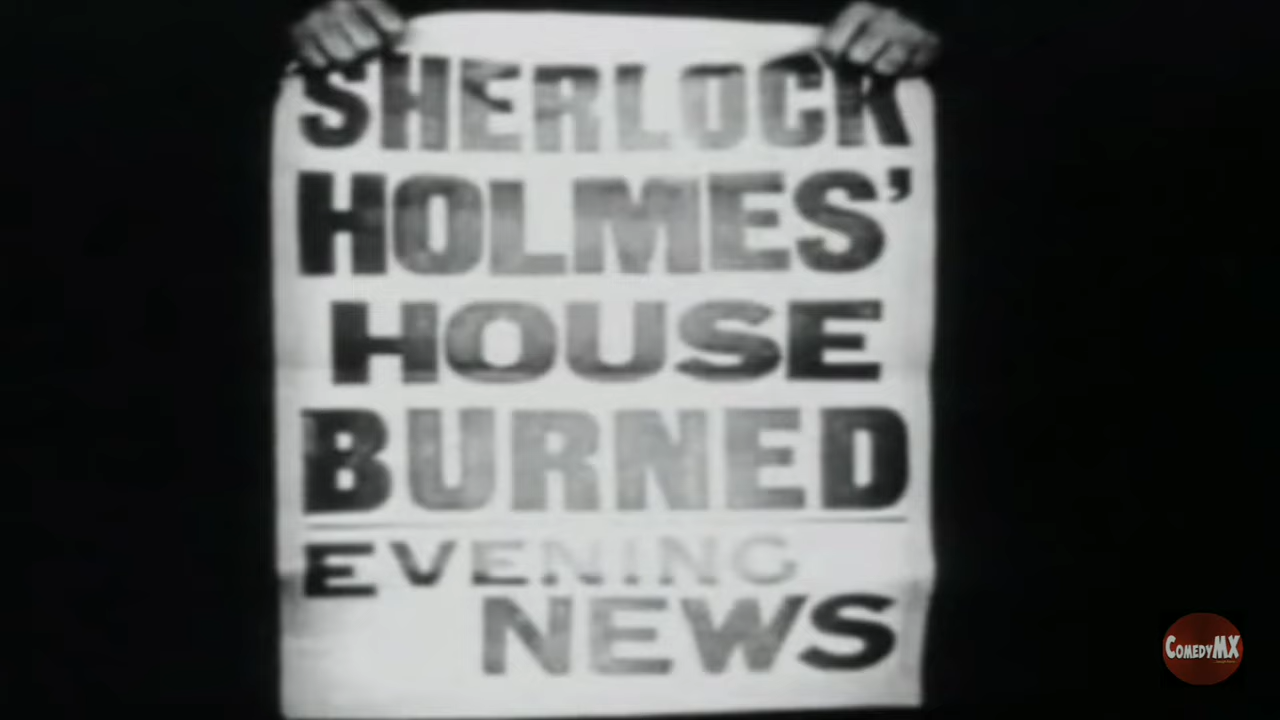 SHERLOCK
HOLMES'
HOUSE
BURNED
EVENING
NEWS
COMEDYMX